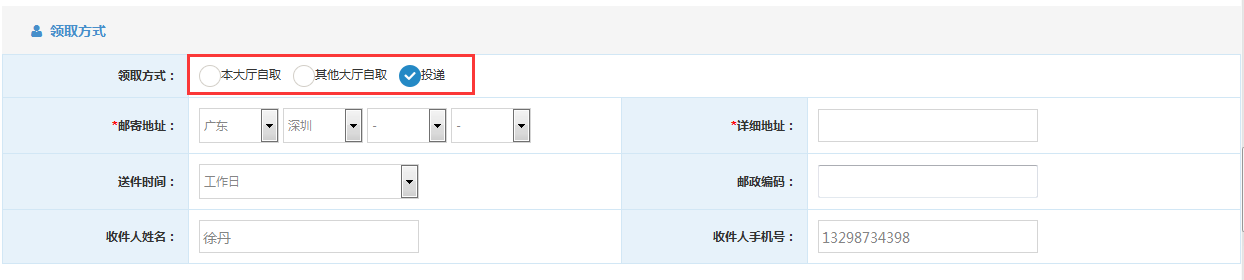 领取方式
领取方式： 本大厅自取 其他大厅自取 投递
*邮寄地址： 广东 深圳 - - *详细地址：
送件时间： 工作日 邮政编码：
收件人姓名： 徐丹 收件人手机号： 13298734398